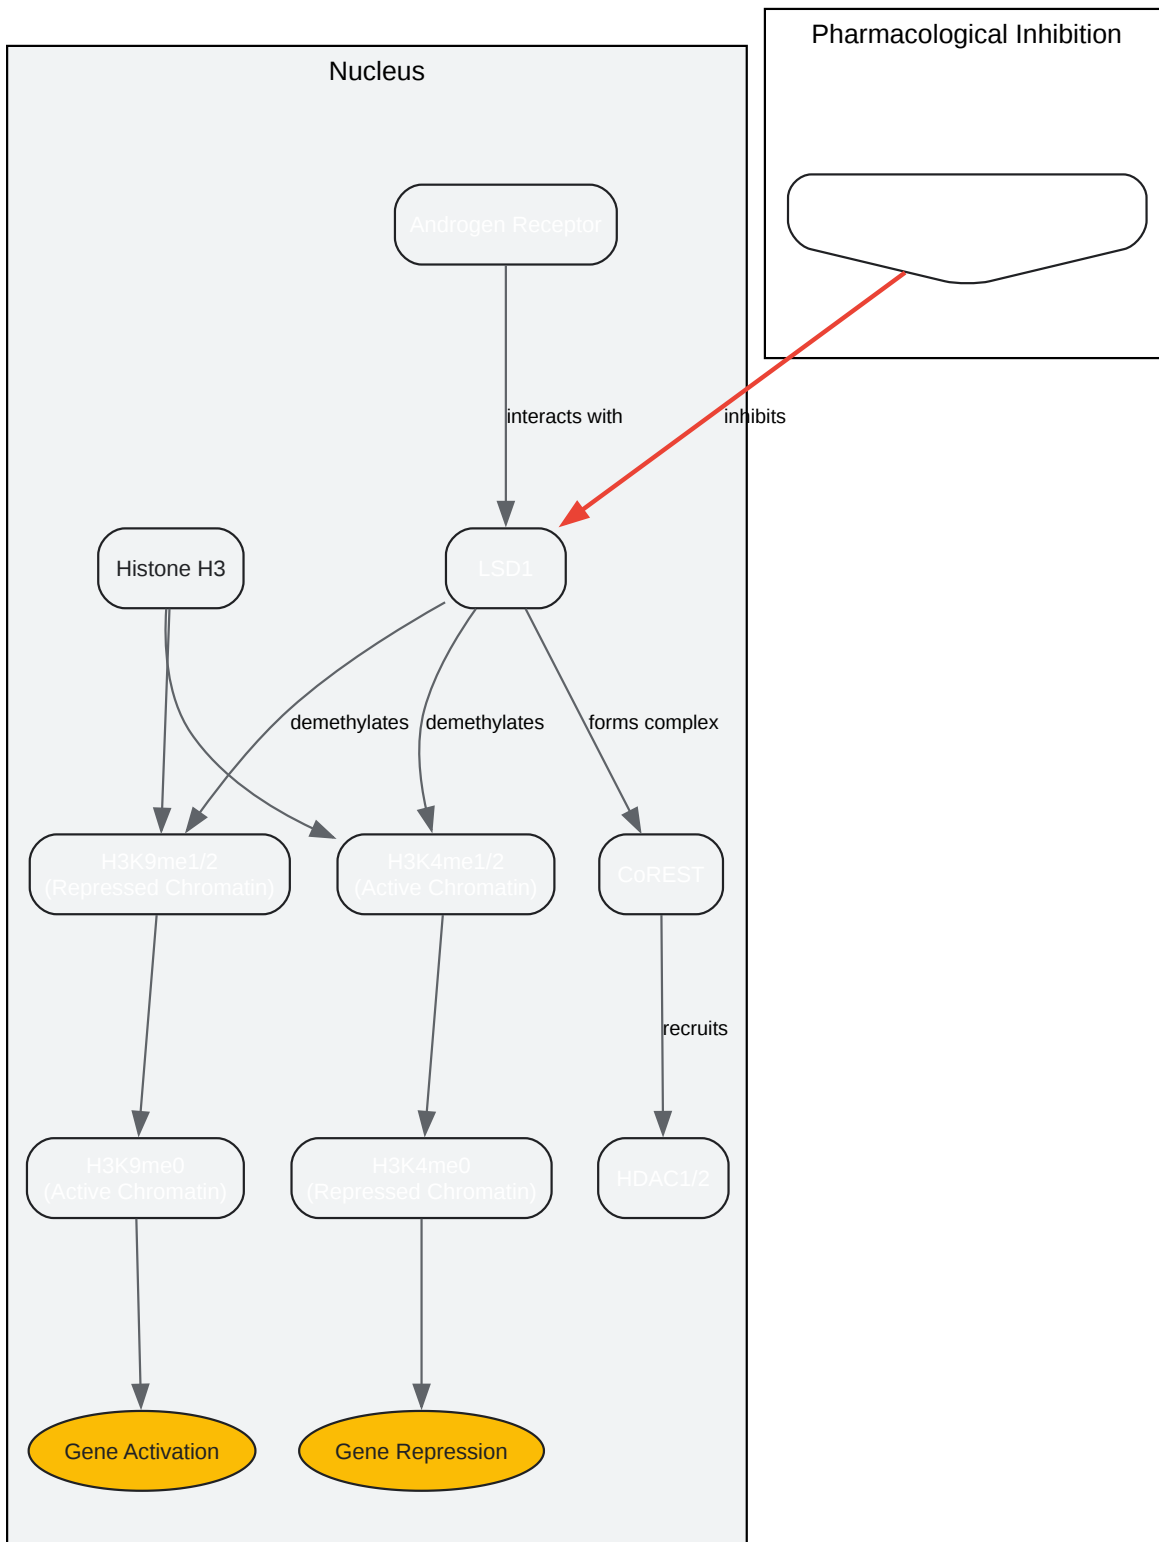 Pharmacological Inhibition
Nucleus
Androgen Receptor
interacts with
inhibits
Histone H3
LSD1
demethylates
demethylates
forms complex
H3K9me1/2
(Repressed Chromatin)
H3K4me1/2
(Active Chromatin)
CoREST
recruits
H3K9me0
(Active Chromatin)
H3K4me0
(Repressed Chromatin)
HDAC1/2
Gene Activation
Gene Repression